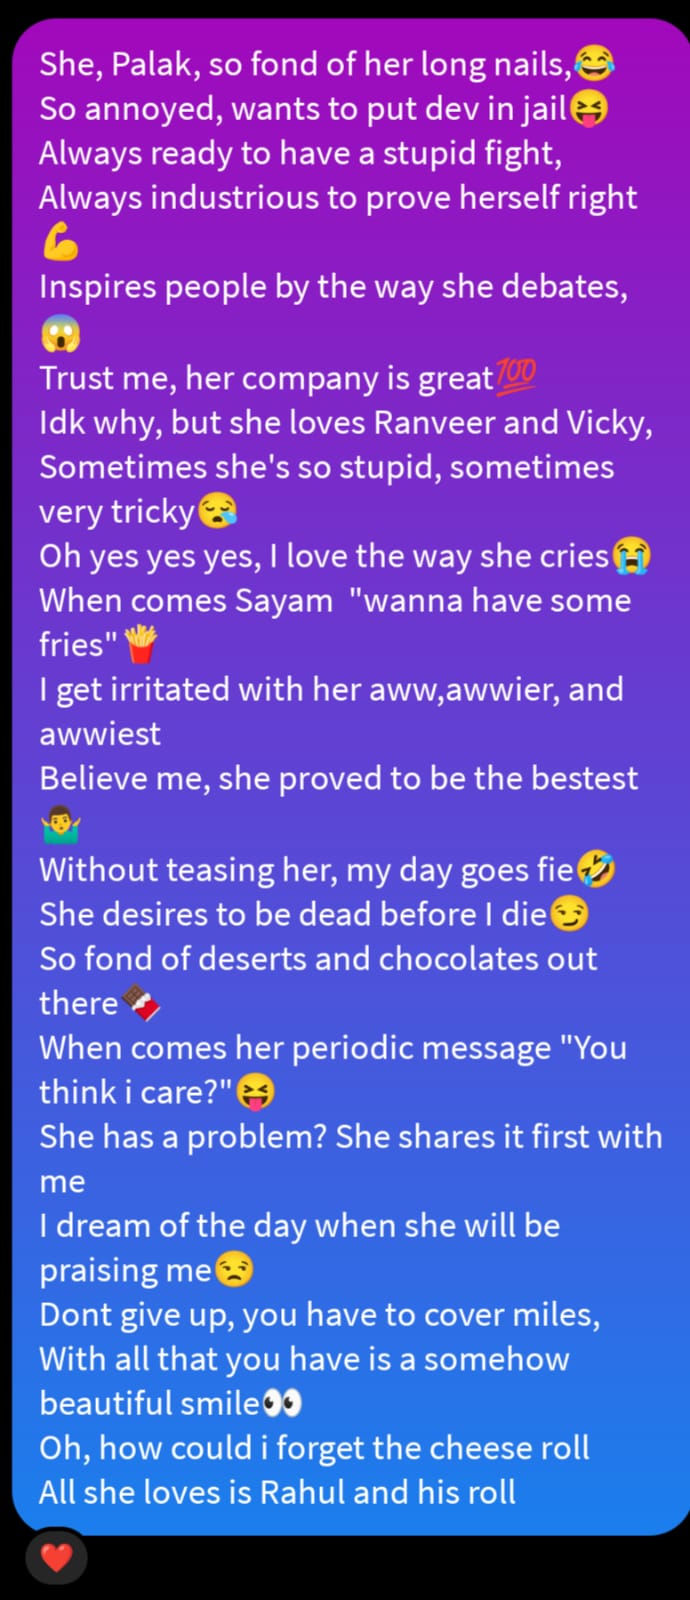 She, Palak, so fond of her long nails,😂
So annoyed, wants to put dev in jail😝
Always ready to have a stupid fight,
Always industrious to prove herself right
💪
Inspires people by the way she debates,
😱
Trust me, her company is great💯
Idk why, but she loves Ranveer and Vicky,
Sometimes she's so stupid, sometimes
very tricky😪
Oh yes yes yes, I love the way she cries😭
When comes Sayam  "wanna have some
fries"🍟
I get irritated with her aww,awwier, and
awwiest
Believe me, she proved to be the bestest
🤷‍♂️
Without teasing her, my day goes fie🤣
She desires to be dead before I die😏
So fond of deserts and chocolates out
there🍫
When comes her periodic message "You
think i care?"😝
She has a problem? She shares it first with
me
I dream of the day when she will be
praising me😒
Dont give up, you have to cover miles,
With all that you have is a somehow
beautiful smile👀
Oh, how could i forget the cheese roll
All she loves is Rahul and his roll
❤️